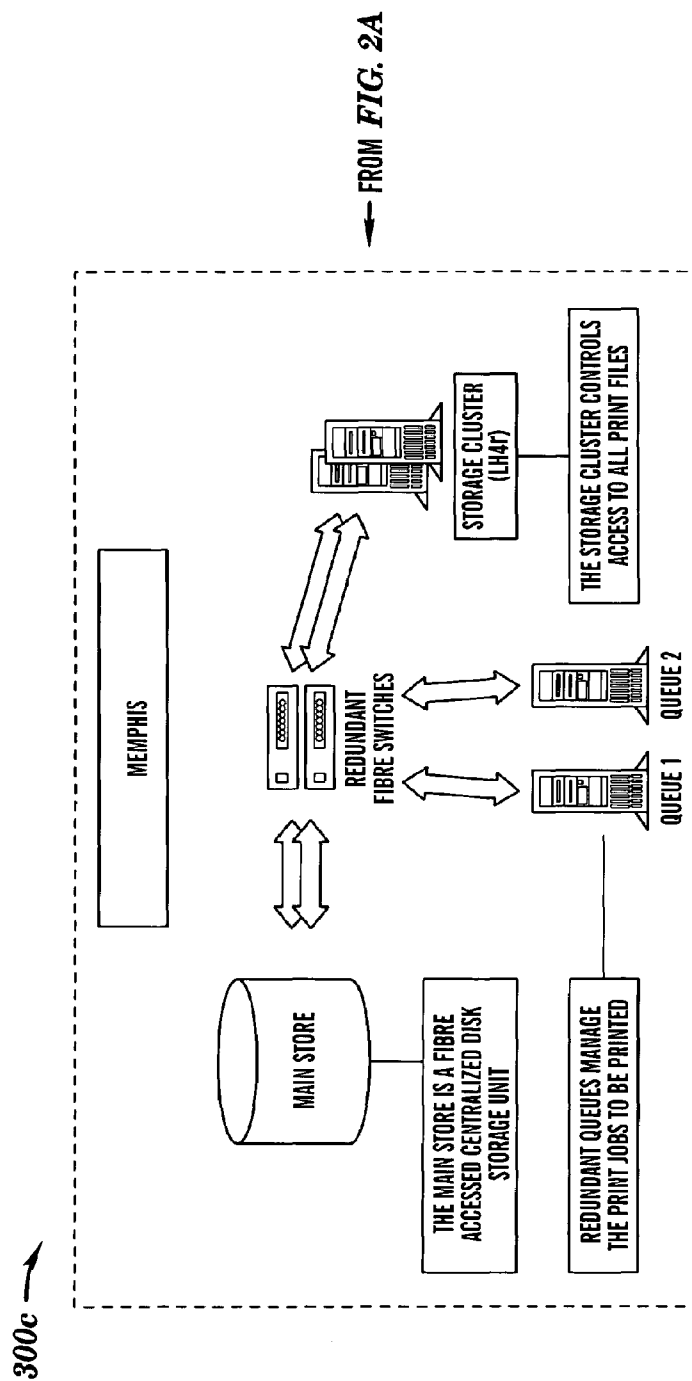 300c
FROM FIG. 2A
MEMPHIS
MAIN STORE
THE MAIN STORE IS A FIBRE
ACCESSED CENTRALIZED DISK
STORAGE UNIT
REDUNDANT
FIBRE SWITCHES
STORAGE CLUSTER
(LH4r)
THE STORAGE CLUSTER CONTROLS
ACCESS TO ALL PRINT FILES
REDUNDANT QUEUES MANAGE
THE PRINT JOBS TO BE PRINTED
QUEUE 1
QUEUE 2